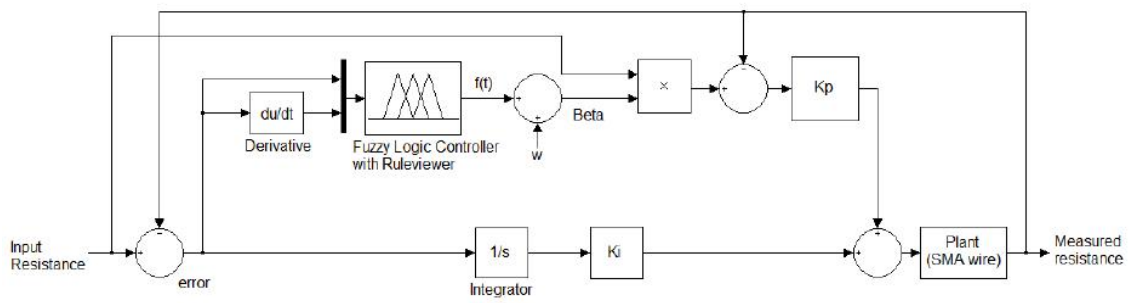 f(t)
×
Kp
du/dt
Beta
Derivative
Fuzzy Logic Controller
with Ruleviewer
w
Input
Resistance
error
1/s
Integrator
Ki
Plant
(SMA wire)
Measured
resistance